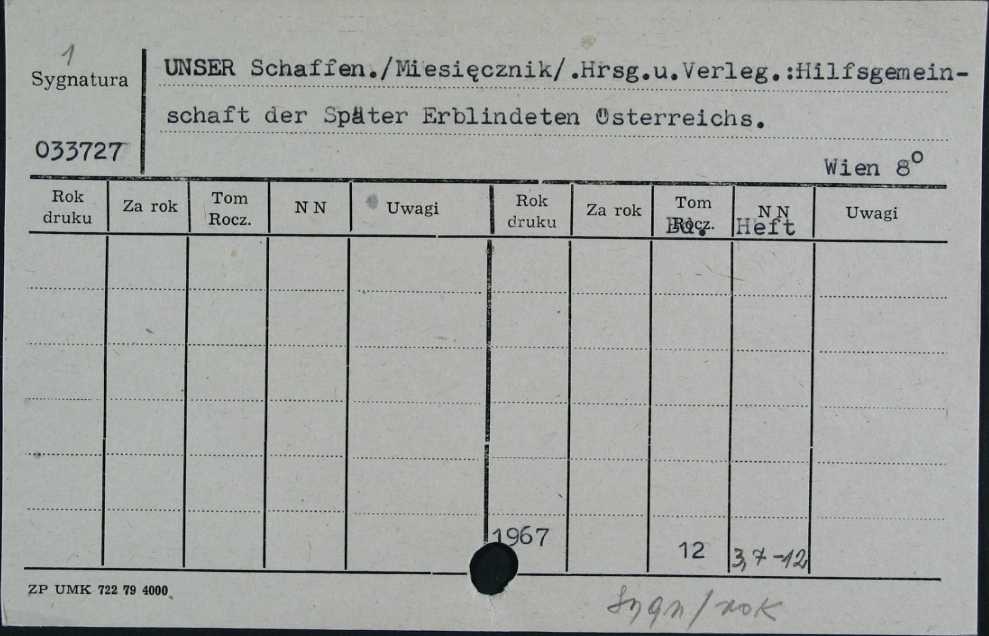 1
Sygnatura
UNSER Schaffen./Miesięcznik/.Hrsg.u.Verleg.:Hilfsgemein-
schaft der Später Erblindeten Österreichs.
033727
Wien 8°
Rok druku Za rok Tom Rocz. N N Uwagi Rok druku Za rok Tom Rocz. N N Uwagi
Bd. Heft
1967 12 3,7-12
ZP UMK 722 79 4000
Sygn/rok